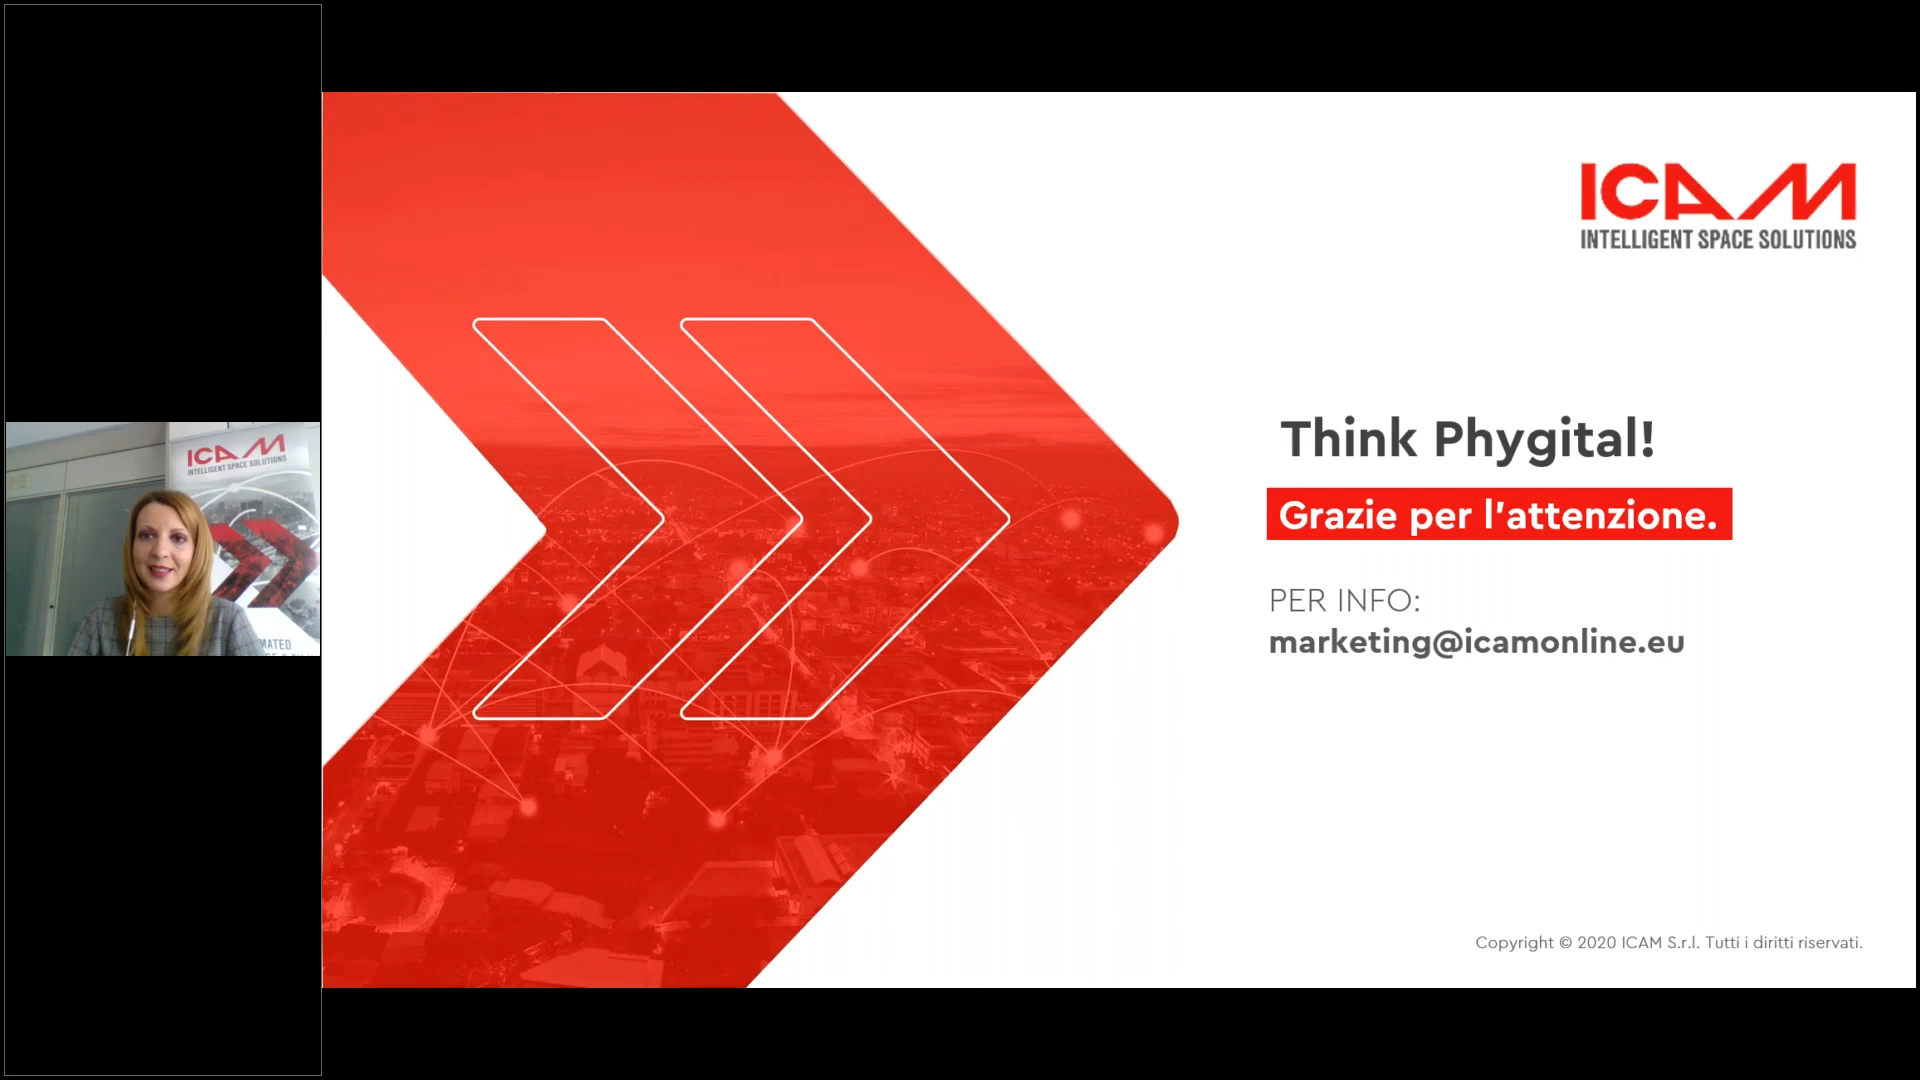 ICAM
INTELLIGENT SPACE SOLUTIONS
MATED
ICAM
INTELLIGENT SPACE SOLUTIONS
Think Phygital!
Grazie per l'attenzione.
PER INFO:
marketing@icamonline.eu
Copyright © 2020 ICAM S.r.l. Tutti i diritti riservati.